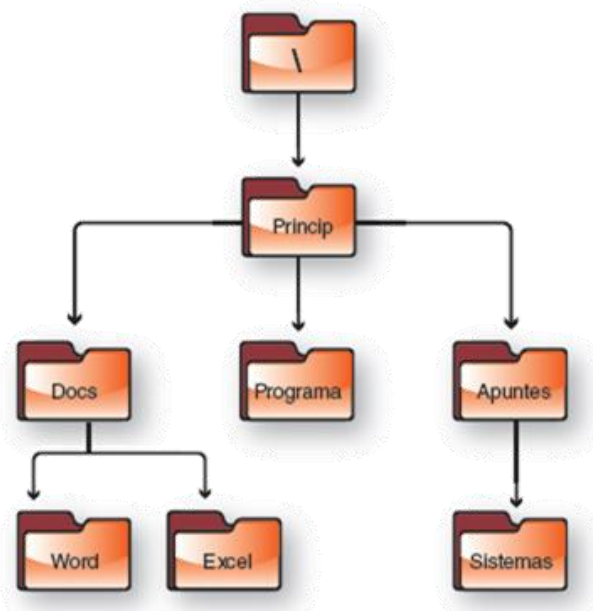 \
Princip
Docs
Programa
Apuntes
Word
Excel
Sistemas